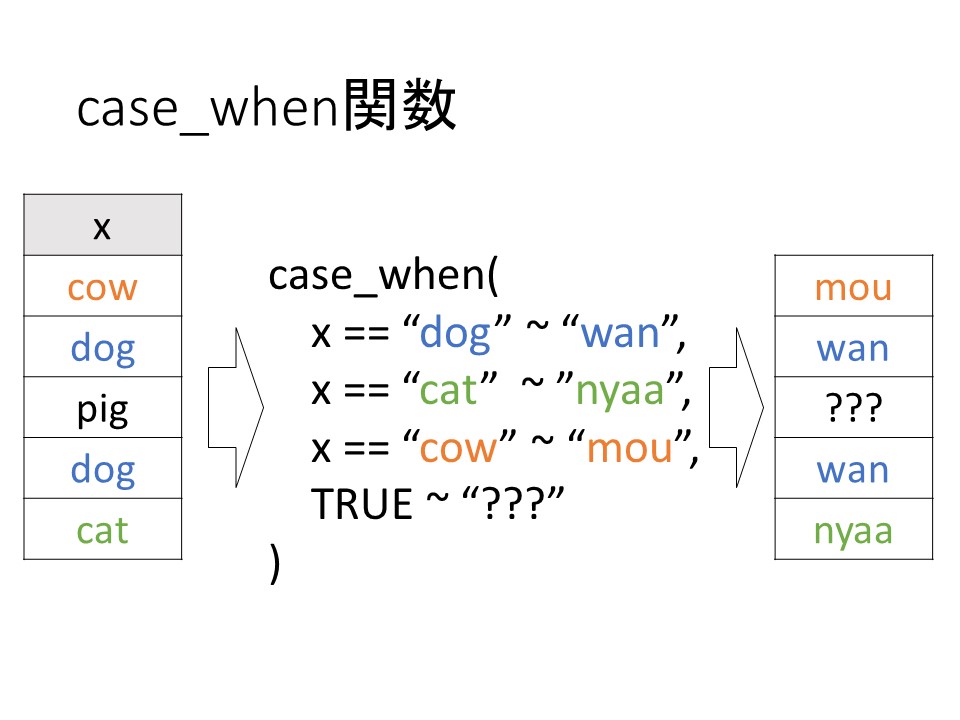 case_when関数
x
cow
dog
pig
dog
cat
case_when(
x == “dog” ~ “wan”,
x == “cat” ~ ”nyaa”,
x == “cow” ~ “mou”,
TRUE ~ “???”
)
mou
wan
???
wan
nyaa